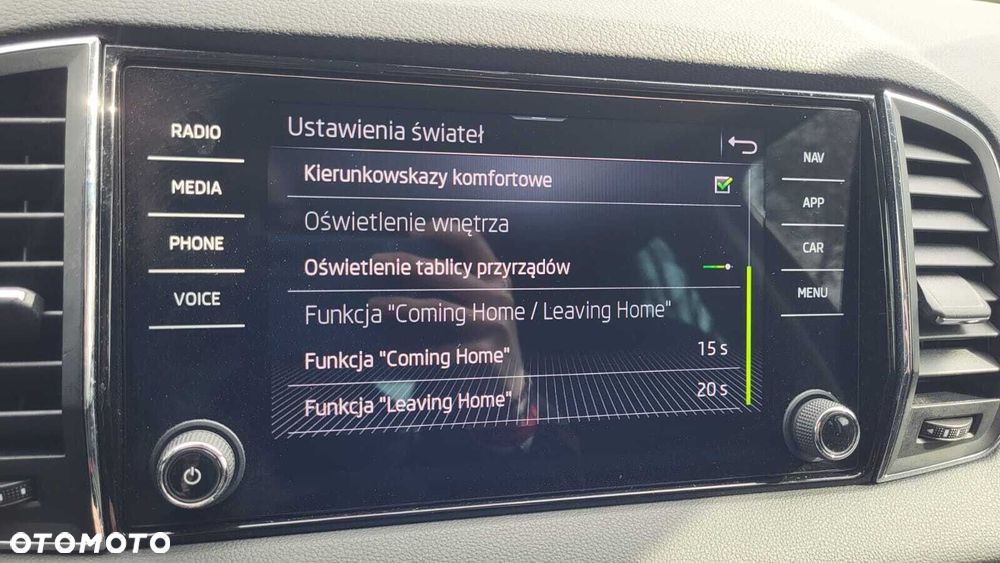 RADIO
MEDIA
PHONE
VOICE
Ustawienia świateł
Kierunkowskazy komfortowe
Oświetlenie wnętrza
Oświetlenie tablicy przyrządów
Funkcja "Coming Home / Leaving Home"
Funkcja "Coming Home" 15 s
Funkcja "Leaving Home" 20 s
NAV
APP
CAR
MENU
OTOMOTO